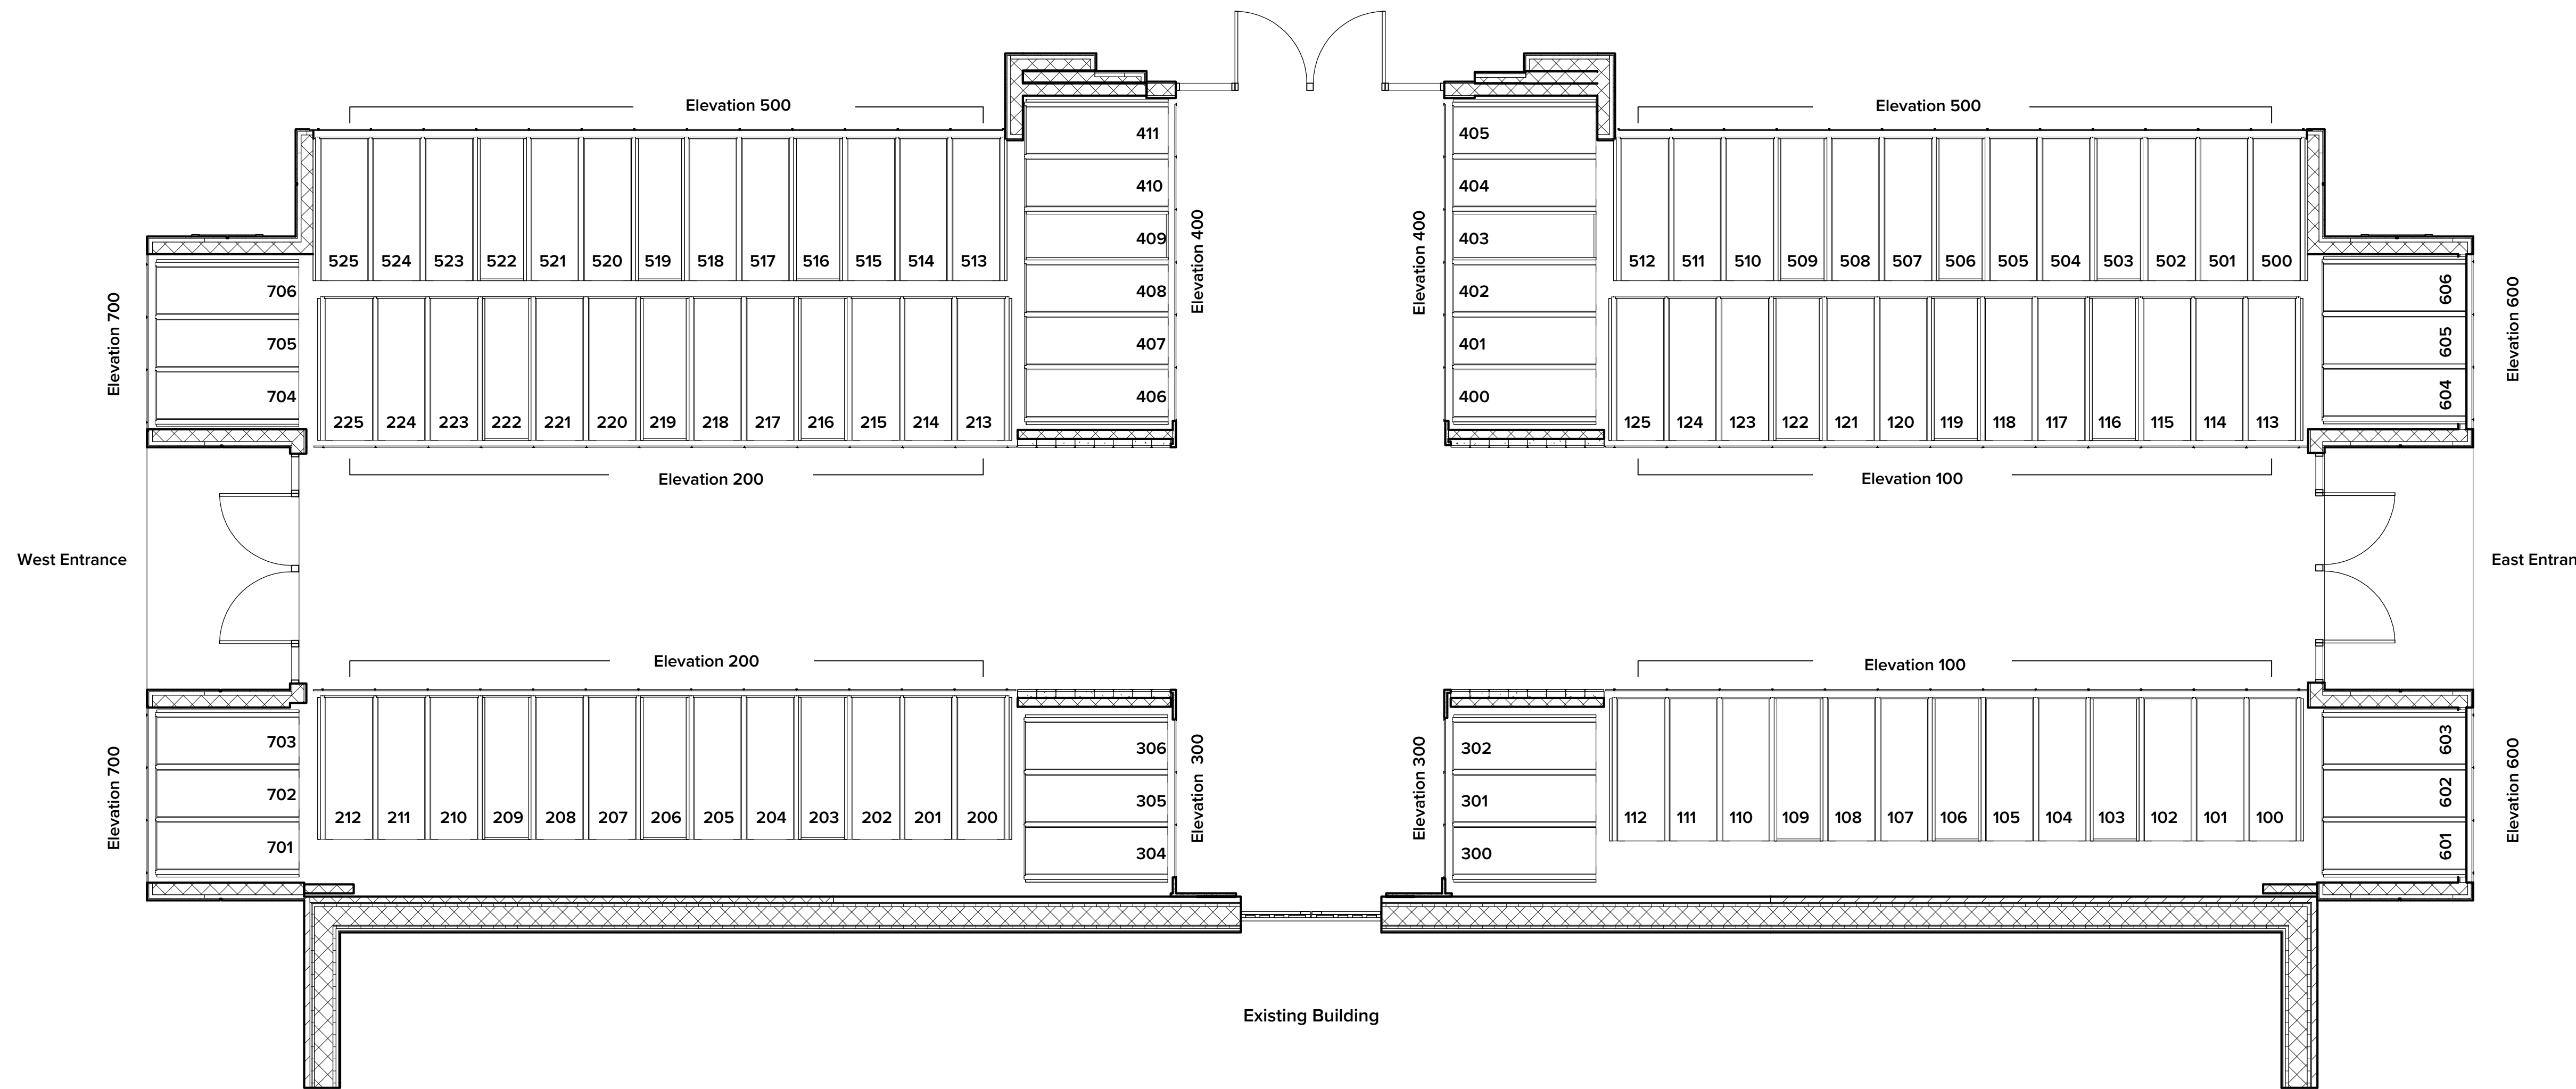 Elevation 500
Elevation 500
411
405
410
404
Elevation 400
Elevation 400
409
403
525 524 523 522 521 520 519 518 517 516 515 514 513
512 511 510 509 508 507 506 505 504 503 502 501 500
Elevation 700
706
408
402
606
Elevation 600
705
407
401
605
704
406
400
604
225 224 223 222 221 220 219 218 217 216 215 214 213
125 124 123 122 121 120 119 118 117 116 115 114 113
Elevation 200
Elevation 100
West Entrance
East Entran
Elevation 200
Elevation 100
Elevation 700
703
306
Elevation 300
Elevation 300
302
603
Elevation 600
702
305
301
602
212 211 210 209 208 207 206 205 204 203 202 201 200
112 111 110 109 108 107 106 105 104 103 102 101 100
701
304
300
601
Existing Building